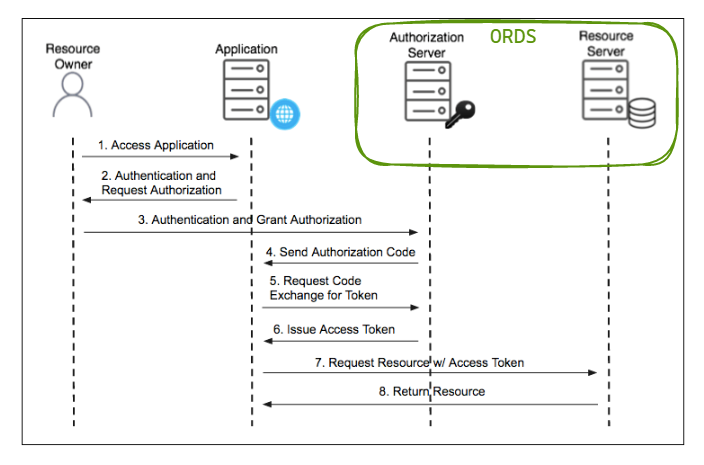 Resource
Owner
Application
Authorization
Server
ORDS
Resource
Server
1. Access Application
2. Authentication and
Request Authorization
3. Authentication and Grant Authorization
4. Send Authorization Code
5. Request Code
Exchange for Token
6. Issue Access Token
7. Request Resource w/ Access Token
8. Return Resource